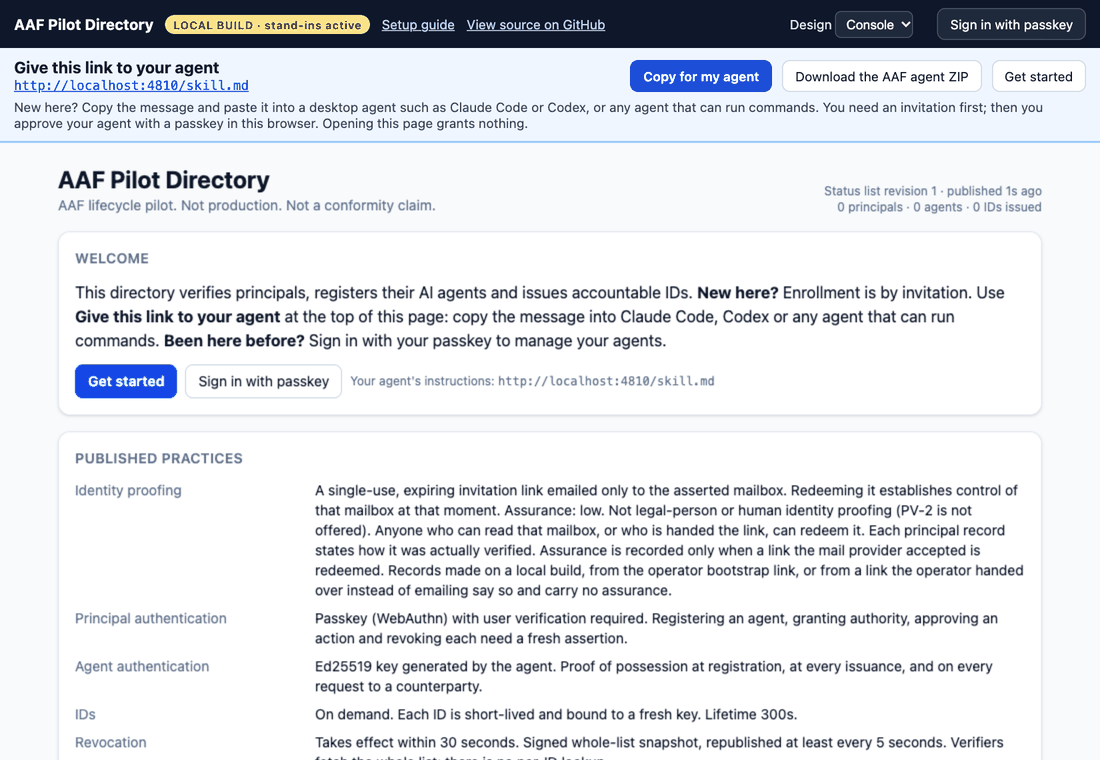 AAF Pilot Directory LOCAL BUILD · stand-ins active Setup guide View source on GitHub Design Console Sign in with passkey
Give this link to your agent
http://localhost:4810/skill.md
Copy for my agent Download the AAF agent ZIP Get started
New here? Copy the message and paste it into a desktop agent such as Claude Code or Codex, or any agent that can run commands. You need an invitation first; then you
approve your agent with a passkey in this browser. Opening this page grants nothing.
AAF Pilot Directory
AAF lifecycle pilot. Not production. Not a conformity claim.
Status list revision 1 · published 1s ago
0 principals · 0 agents · 0 IDs issued
WELCOME
This directory verifies principals, registers their AI agents and issues accountable IDs. New here? Enrollment is by invitation. Use
Give this link to your agent at the top of this page: copy the message into Claude Code, Codex or any agent that can run
commands. Been here before? Sign in with your passkey to manage your agents.
Get started Sign in with passkey Your agent's instructions: http://localhost:4810/skill.md
PUBLISHED PRACTICES
Identity proofing A single-use, expiring invitation link emailed only to the asserted mailbox. Redeeming it establishes control of
that mailbox at that moment. Assurance: low. Not legal-person or human identity proofing (PV-2 is not
offered). Anyone who can read that mailbox, or who is handed the link, can redeem it. Each principal record
states how it was actually verified. Assurance is recorded only when a link the mail provider accepted is
redeemed. Records made on a local build, from the operator bootstrap link, or from a link the operator handed
over instead of emailing say so and carry no assurance.
Principal authentication Passkey (WebAuthn) with user verification required. Registering an agent, granting authority, approving an
action and revoking each need a fresh assertion.
Agent authentication Ed25519 key generated by the agent. Proof of possession at registration, at every issuance, and on every
request to a counterparty.
IDs On demand. Each ID is short-lived and bound to a fresh key. Lifetime 300s.
Revocation Takes effect within 30 seconds. Signed whole-list snapshot, republished at least every 5 seconds. Verifiers